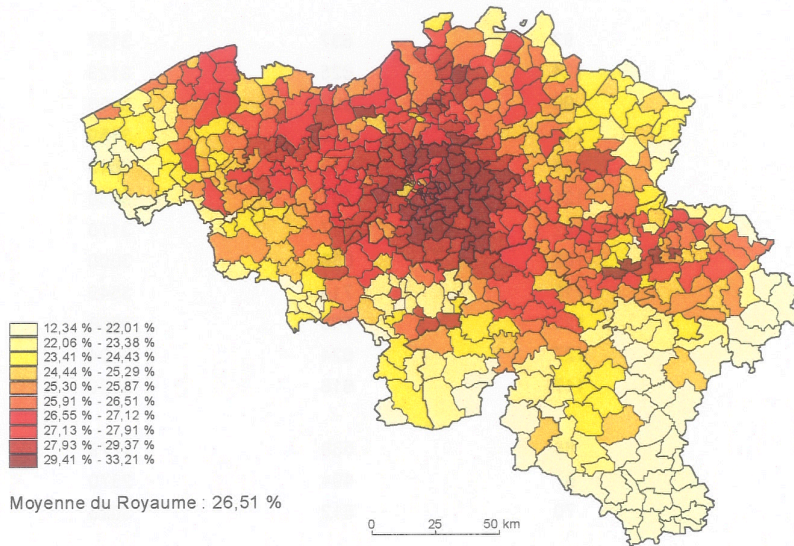 12,34 % - 22,01 %
22,06 % - 23,38 %
23,41 % - 24,43 %
24,44 % - 25,29 %
25,30 % - 25,87 %
25,91 % - 26,51 %
26,55 % - 27,12 %
27,13 % - 27,91 %
27,93 % - 29,37 %
29,41 % - 33,21 %
Moyenne du Royaume : 26,51 %
0 25 50 km